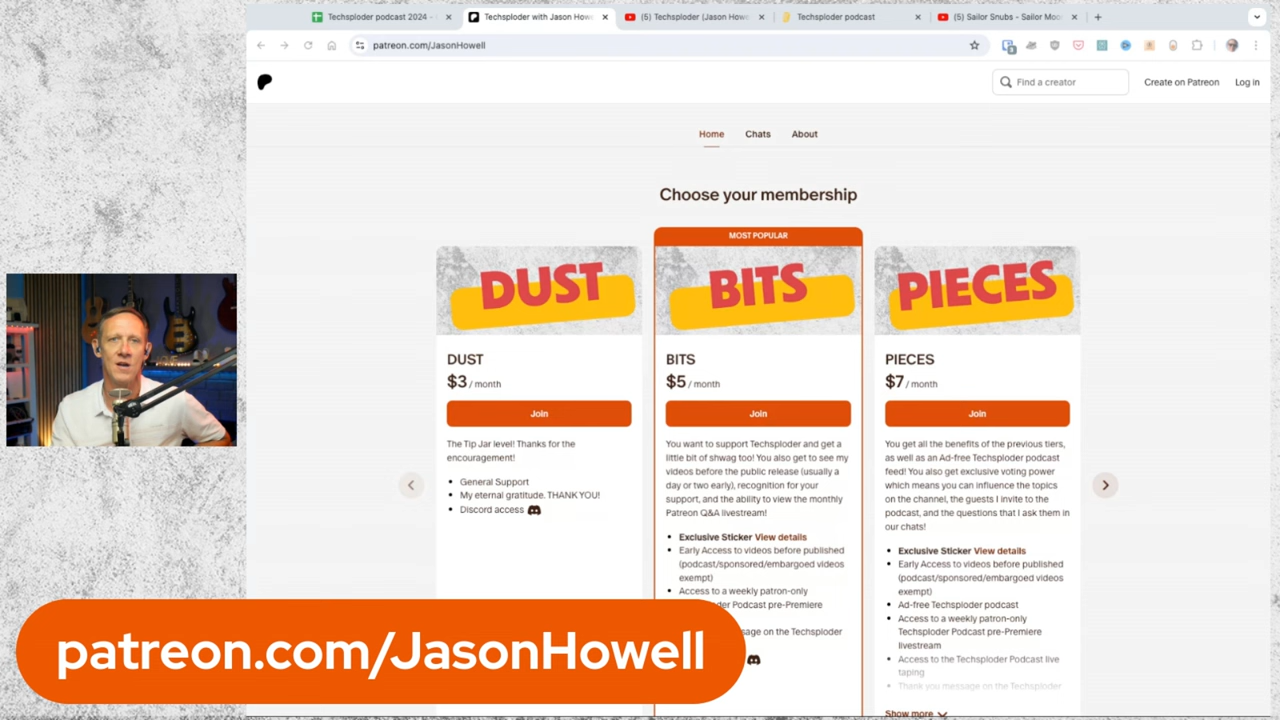 Techsploder podcast 2024 -
Techsploder with Jason Howe
(5) Techsploder (Jason Howe
Techsploder podcast
(5) Sailor Snubs - Sailor Moo
patreon.com/JasonHowell
Find a creator
Create on Patreon
Log in
Home
Chats
About
Choose your membership
DUST
DUST
$3 / month
Join
The Tip Jar level! Thanks for the
encouragement!
• General Support
• My eternal gratitude. THANK YOU!
• Discord access
MOST POPULAR
BITS
BITS
$5 / month
Join
You want to support Techsploder and get a
little bit of shwag too! You also get to see my
videos before the public release (usually a
day or two early), recognition for your
support, and the ability to view the monthly
Patreon Q&A livestream!
• Exclusive Sticker View details
• Early Access to videos before published
(podcast/sponsored/embargoed videos
exempt)
• Access to a weekly patron-only
der Podcast pre-Premiere
sage on the Techsploder
PIECES
PIECES
$7 / month
Join
You get all the benefits of the previous tiers,
as well as an Ad-free Techsploder podcast
feed! You also get exclusive voting power
which means you can influence the topics
on the channel, the guests I invite to the
podcast, and the questions that I ask them in
our chats!
• Exclusive Sticker View details
• Early Access to videos before published
(podcast/sponsored/embargoed videos
exempt)
• Ad-free Techsploder podcast
• Access to a weekly patron-only
Techsploder Podcast pre-Premiere
livestream
• Access to the Techsploder Podcast live
taping
• Thank you message on the Techsploder
Show more
patreon.com/JasonHowell